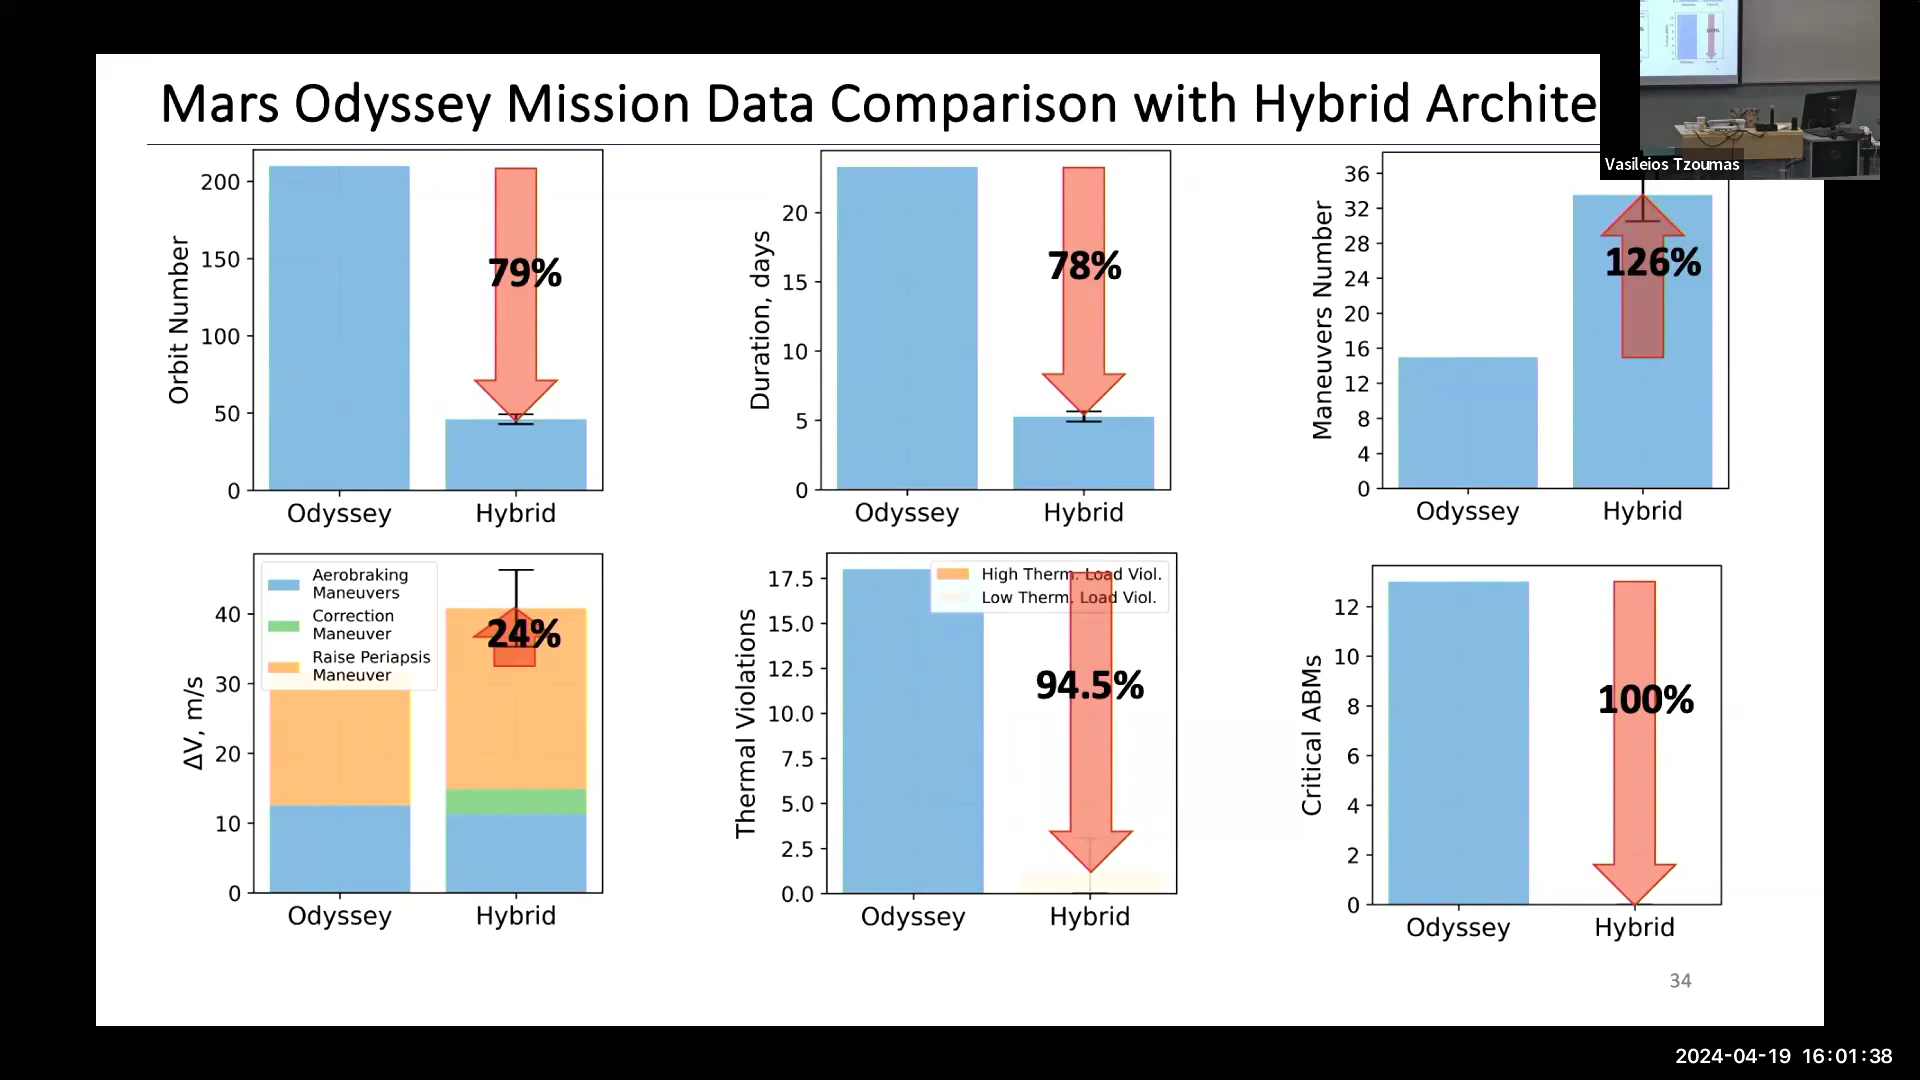 Mars Odyssey Mission Data Comparison with Hybrid Archite
Vasileios Tzoumas
Orbit Number
200
150
100
50
0
79%
Odyssey
Hybrid
Duration, days
20
15
10
5
0
78%
Odyssey
Hybrid
Maneuvers Number
36
32
28
24
20
16
12
8
4
0
126%
Odyssey
Hybrid
ΔV, m/s
40
30
20
10
0
Aerobraking
Maneuvers
Correction
Maneuver
Raise Periapsis
Maneuver
24%
Odyssey
Hybrid
Thermal Violations
17.5
15.0
12.5
10.0
7.5
5.0
2.5
0.0
High Therm. Load Viol.
Low Therm. Load Viol.
94.5%
Odyssey
Hybrid
Critical ABMs
12
10
8
6
4
2
0
100%
Odyssey
Hybrid
34
2024-04-19 16:01:38